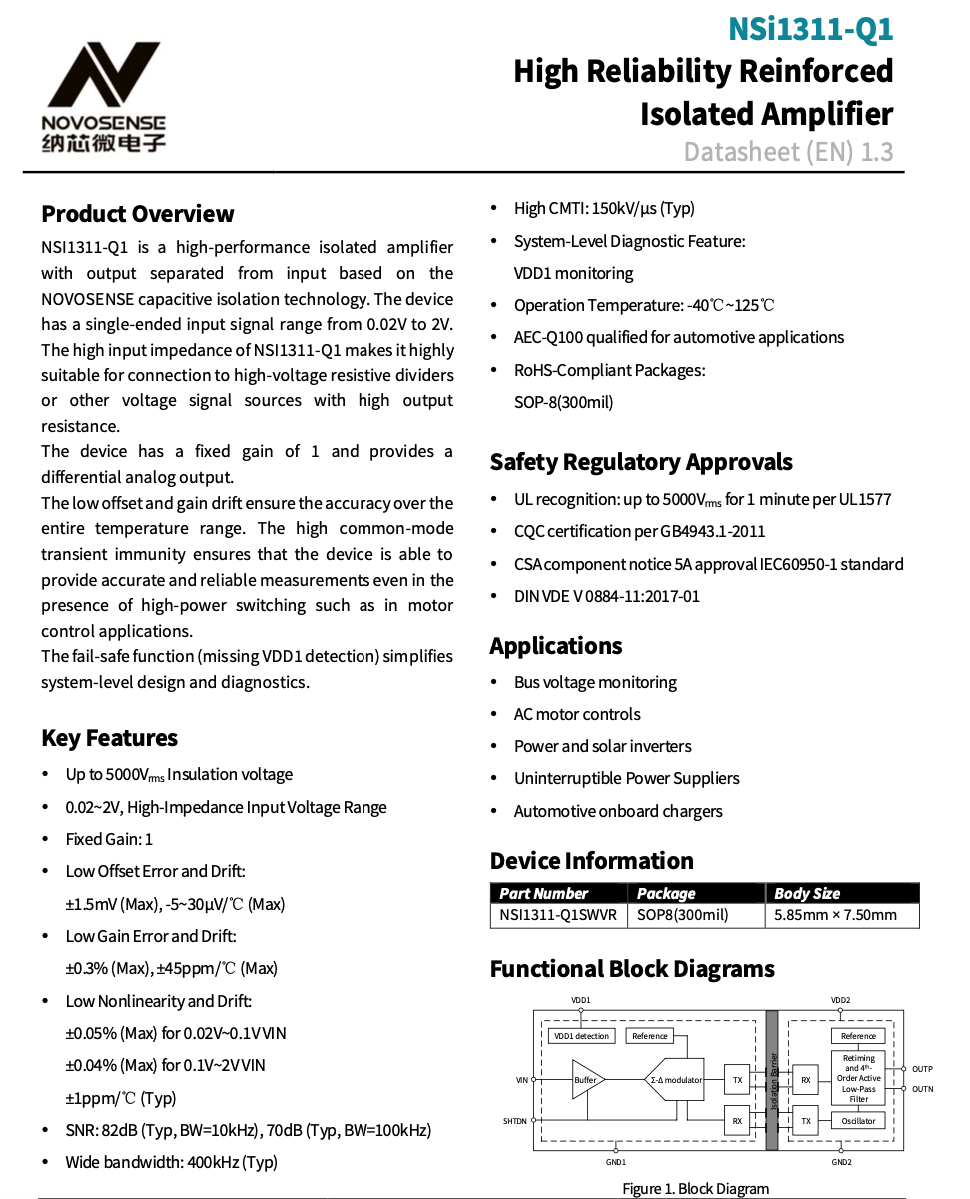 NOVOSENSE
纳芯微电子
NSi1311-Q1
High Reliability Reinforced
Isolated Amplifier
Datasheet (EN) 1.3
Product Overview
NSI1311-Q1 is a high-performance isolated amplifier
with output separated from input based on the
NOVOSENSE capacitive isolation technology. The device
has a single-ended input signal range from 0.02V to 2V.
The high input impedance of NSI1311-Q1 makes it highly
suitable for connection to high-voltage resistive dividers
or other voltage signal sources with high output
resistance.
The device has a fixed gain of 1 and provides a
differential analog output.
The low offset and gain drift ensure the accuracy over the
entire temperature range. The high common-mode
transient immunity ensures that the device is able to
provide accurate and reliable measurements even in the
presence of high-power switching such as in motor
control applications.
The fail-safe function (missing VDD1 detection) simplifies
system-level design and diagnostics.
Key Features
• Up to 5000Vrms Insulation voltage
• 0.02~2V, High-Impedance Input Voltage Range
• Fixed Gain: 1
• Low Offset Error and Drift:
±1.5mV (Max), -5~30μV/℃ (Max)
• Low Gain Error and Drift:
±0.3% (Max), ±45ppm/℃ (Max)
• Low Nonlinearity and Drift:
±0.05% (Max) for 0.02V~0.1V VIN
±0.04% (Max) for 0.1V~2V VIN
±1ppm/℃ (Typ)
• SNR: 82dB (Typ, BW=10kHz), 70dB (Typ, BW=100kHz)
• Wide bandwidth: 400kHz (Typ)
• High CMTI: 150kV/μs (Typ)
• System-Level Diagnostic Feature:
VDD1 monitoring
• Operation Temperature: -40℃~125℃
• AEC-Q100 qualified for automotive applications
• RoHS-Compliant Packages:
SOP-8(300mil)
Safety Regulatory Approvals
• UL recognition: up to 5000Vrms for 1 minute per UL1577
• CQC certification per GB4943.1-2011
• CSA component notice 5A approval IEC60950-1 standard
• DIN VDE V 0884-11:2017-01
Applications
• Bus voltage monitoring
• AC motor controls
• Power and solar inverters
• Uninterruptible Power Suppliers
• Automotive onboard chargers
Device Information
Part Number Package Body Size
NSI1311-Q1SWVR SOP8(300mil) 5.85mm × 7.50mm
Functional Block Diagrams
VDD1 VDD2
VDD1 detection Reference Reference
Retiming
and 4th-
Order Active
Low-Pass
Filter
VIN Buffer Σ-Δ modulator TX RX OUTP
OUTN
Isolation Barrier
SHTDN RX TX Oscillator
GND1 GND2
Figure 1. Block Diagram